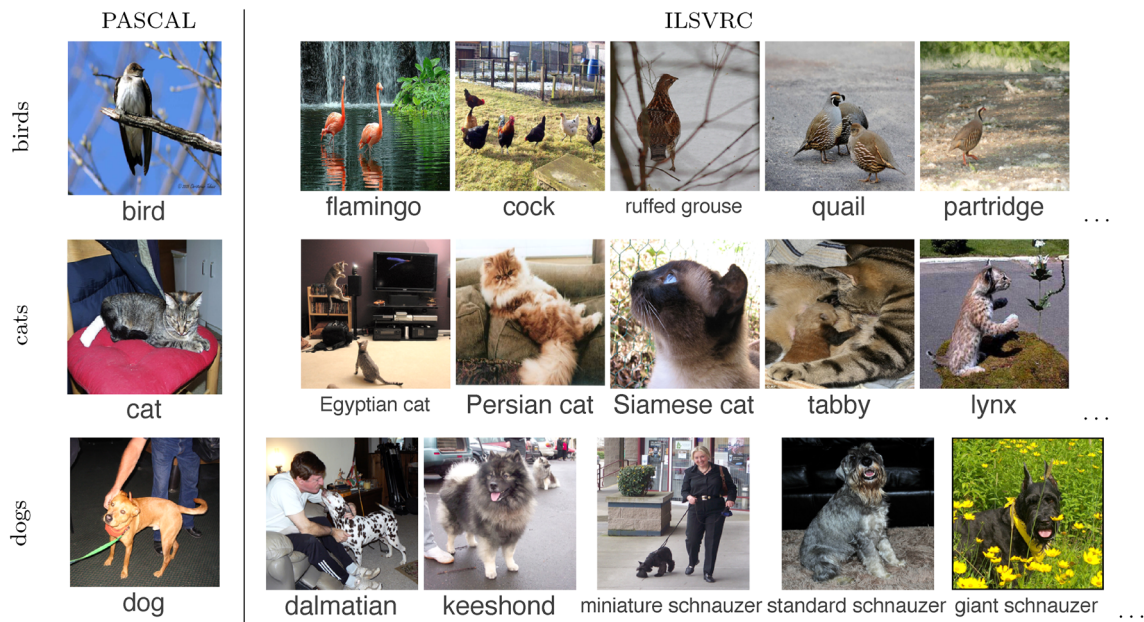 PASCAL
ILSVRC
birds
bird
flamingo
cock
ruffed grouse
quail
partridge
...
cats
cat
Egyptian cat
Persian cat
Siamese cat
tabby
lynx
...
dogs
dog
dalmatian
keeshond
miniature schnauzer
standard schnauzer
giant schnauzer
...